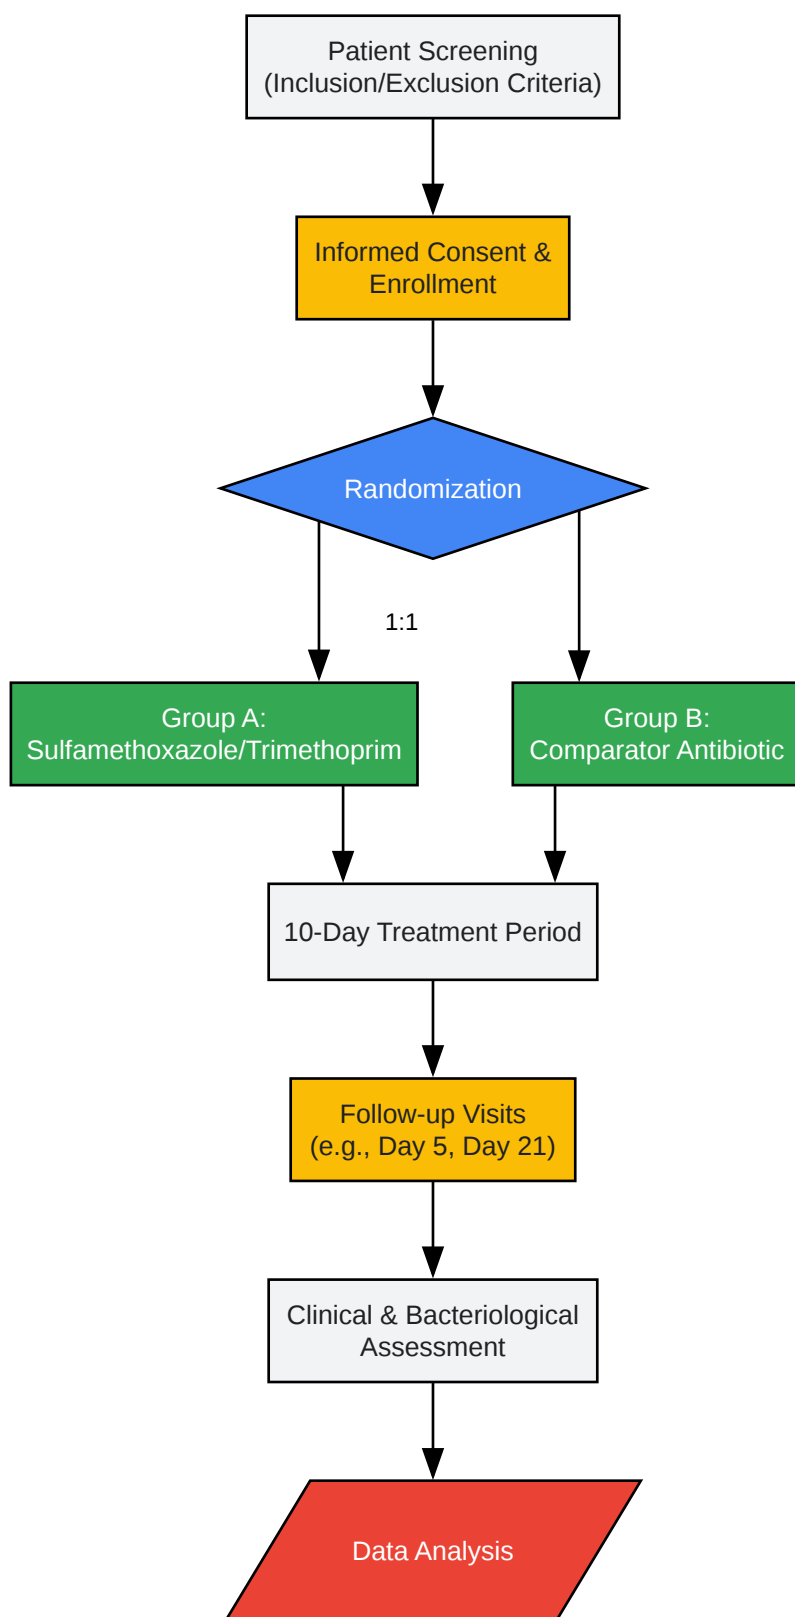 Patient Screening
(Inclusion/Exclusion Criteria)
Informed Consent &
Enrollment
Randomization
1:1
Group A:
Sulfamethoxazole/Trimethoprim
Group B:
Comparator Antibiotic
10-Day Treatment Period
Follow-up Visits
(e.g., Day 5, Day 21)
Clinical & Bacteriological
Assessment
Data Analysis